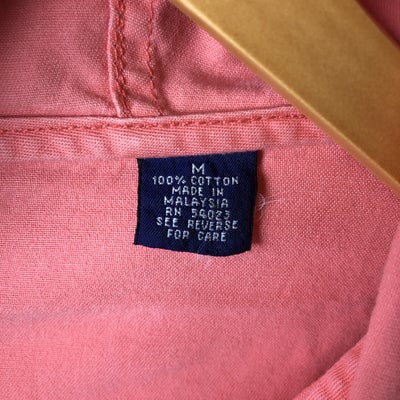 M
100% COTTON
MADE IN
MALAYSIA
RN 54023
SEE REVERSE
FOR CARE